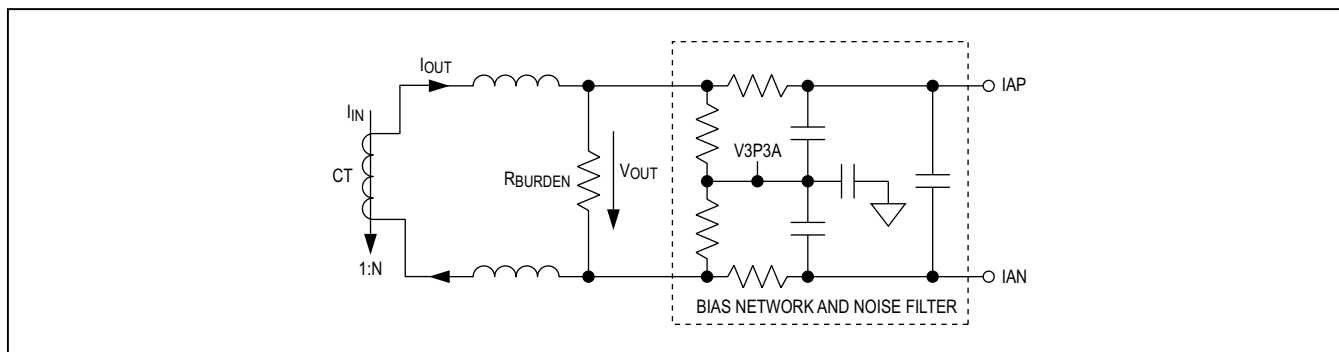 IOUT
IIN
CT
1:N
RBURDEN
VOUT
V3P3A
IAP
IAN
BIAS NETWORK AND NOISE FILTER